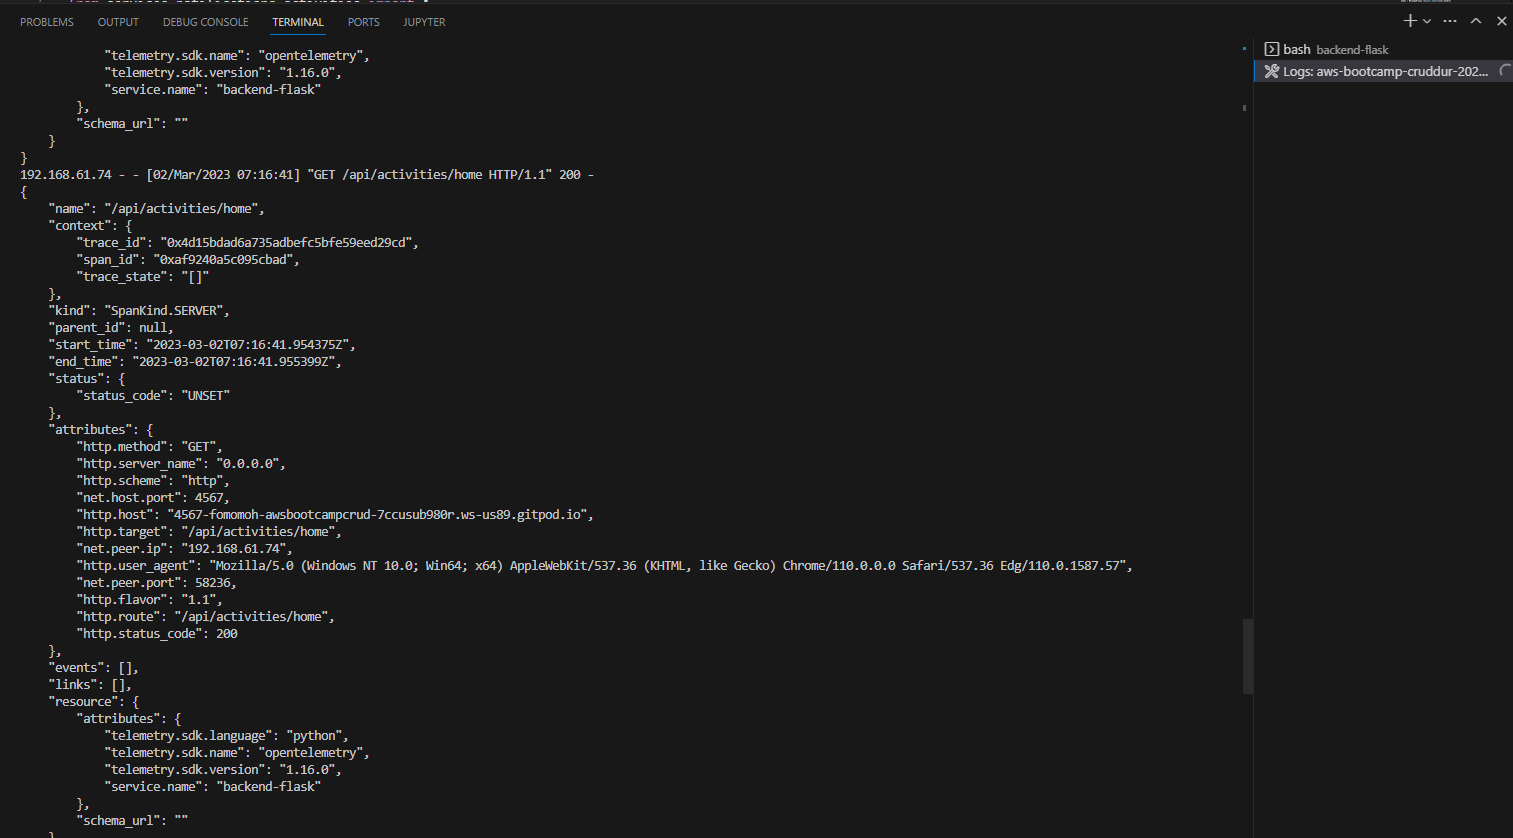 PROBLEMS OUTPUT DEBUG CONSOLE TERMINAL PORTS JUPYTER
"telemetry.sdk.name": "opentelemetry",
"telemetry.sdk.version": "1.16.0",
"service.name": "backend-flask"
},
"schema_url": ""
}
}
192.168.61.74 - - [02/Mar/2023 07:16:41] "GET /api/activities/home HTTP/1.1" 200 -
{
"name": "/api/activities/home",
"context": {
"trace_id": "0x4d15bdad6a735adbefc5bfe59eed29cd",
"span_id": "0xaf9240a5c095cbad",
"trace_state": "[]"
},
"kind": "SpanKind.SERVER",
"parent_id": null,
"start_time": "2023-03-02T07:16:41.954375Z",
"end_time": "2023-03-02T07:16:41.955399Z",
"status": {
"status_code": "UNSET"
},
"attributes": {
"http.method": "GET",
"http.server_name": "0.0.0.0",
"http.scheme": "http",
"net.host.port": 4567,
"http.host": "4567-fomomoh-awsbootcampcrud-7ccusub980r.ws-us89.gitpod.io",
"http.target": "/api/activities/home",
"net.peer.ip": "192.168.61.74",
"http.user_agent": "Mozilla/5.0 (Windows NT 10.0; Win64; x64) AppleWebKit/537.36 (KHTML, like Gecko) Chrome/110.0.0.0 Safari/537.36 Edg/110.0.1587.57",
"net.peer.port": 58236,
"http.flavor": "1.1",
"http.route": "/api/activities/home",
"http.status_code": 200
},
"events": [],
"links": [],
"resource": {
"attributes": {
"telemetry.sdk.language": "python",
"telemetry.sdk.name": "opentelemetry",
"telemetry.sdk.version": "1.16.0",
"service.name": "backend-flask"
},
"schema_url": ""
bash backend-flask
Logs: aws-bootcamp-cruddur-202...